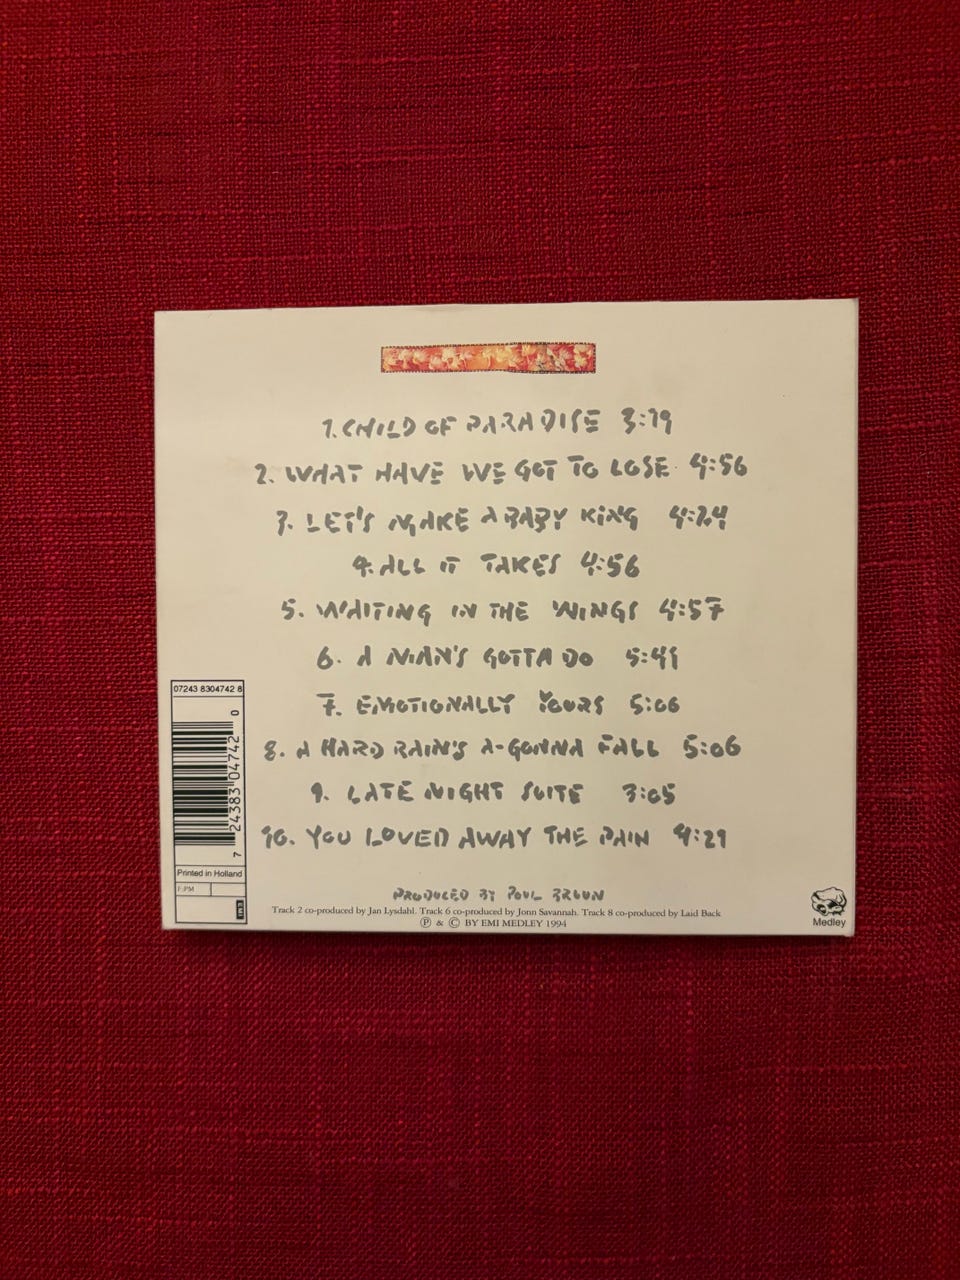 1. CHILD OF PARADISE 3:19
2. WHAT HAVE WE GOT TO LOSE 4:56
3. LET'S MAKE A BABY KING 4:24
4. ALL IT TAKES 4:56
5. WAITING IN THE WINGS 4:57
6. A MAN'S GOTTA DO 5:41
7. EMOTIONALLY YOURS 5:06
8. A HARD RAIN'S A-GONNA FALL 5:06
9. LATE NIGHT SUITE 3:05
10. YOU LOVED AWAY THE PAIN 4:29
PRODUCED BY POUL BRUUN
Track 2 co-produced by Jan Lysdahl. Track 6 co-produced by Jonn Savannah. Track 8 co-produced by Laid Back
Ⓟ & © BY EMI MEDLEY 1994
07243 8304742 8
7 24383 04742 0
Printed in Holland
Medley